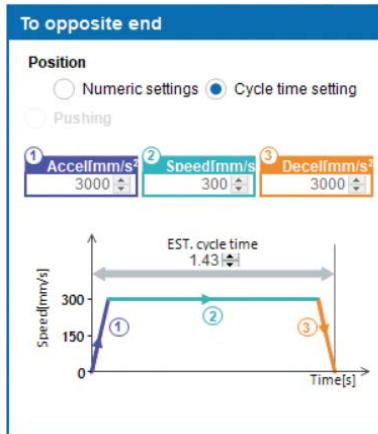 To opposite end
Position
Numeric settings Cycle time setting
Pushing
1 Accel[mm/s² 2 Speed[mm/s 3 Decel[mm/s²
3000 300 3000
EST. cycle time
1.43
Speed[mm/s]
300
150
0
1 2 3
Time[s]